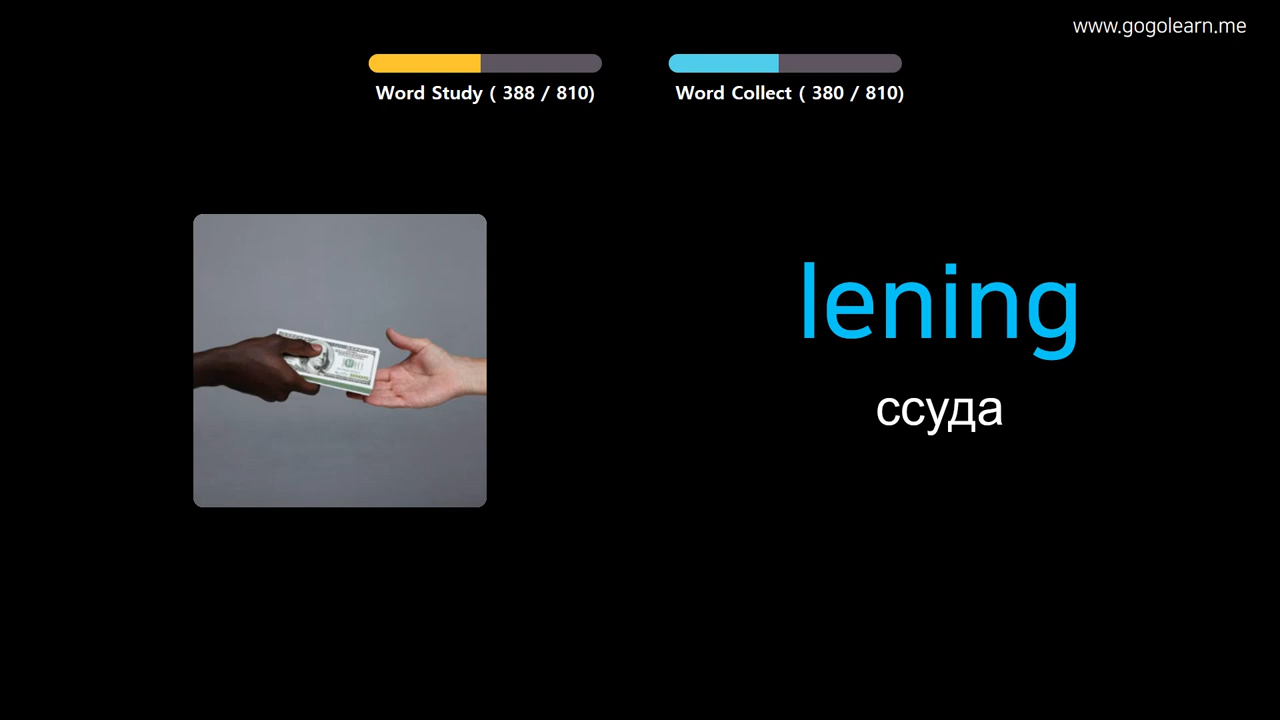 www.gogolearn.me
Word Study ( 388 / 810)
Word Collect ( 380 / 810)
lening
ссуда